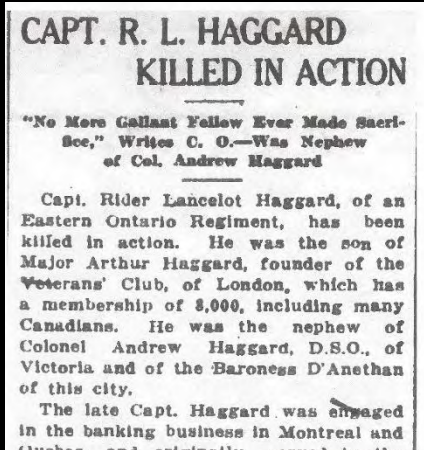 CAPT. R. L. HAGGARD
KILLED IN ACTION
"No More Gallant Fellow Ever Made Sacri-
fice," Writes C. O.—Was Nephew
of Col. Andrew Haggard
Capt. Rider Lancelot Haggard, of an
Eastern Ontario Regiment, has been
killed in action. He was the son of
Major Arthur Haggard, founder of the
Veterans' Club, of London, which has
a membership of 8,000, including many
Canadians. He was the nephew of
Colonel Andrew Haggard, D.S.O., of
Victoria and of the Baroness D'Anethan
of this city.
The late Capt. Haggard was engaged
in the banking business in Montreal and